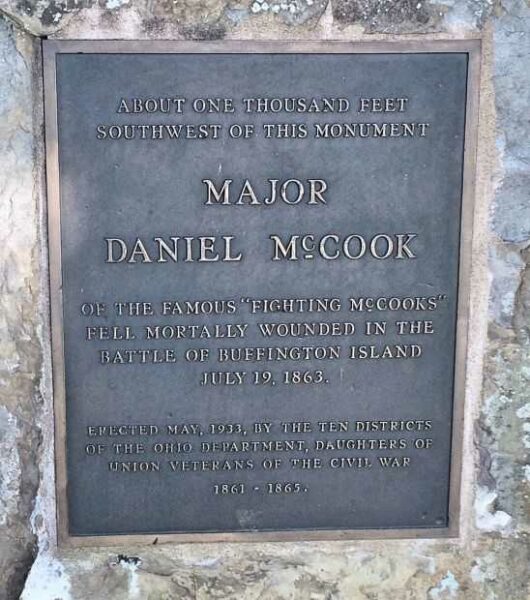 ABOUT ONE THOUSAND FEET
SOUTHWEST OF THIS MONUMENT
MAJOR
DANIEL McCOOK
OF THE FAMOUS "FIGHTING McCOOKS"
FELL MORTALLY WOUNDED IN THE
BATTLE OF BUFFINGTON ISLAND
JULY 19, 1863.
ERECTED MAY, 1933, BY THE TEN DISTRICTS
OF THE OHIO DEPARTMENT, DAUGHTERS OF
UNION VETERANS OF THE CIVIL WAR
1861 - 1865.